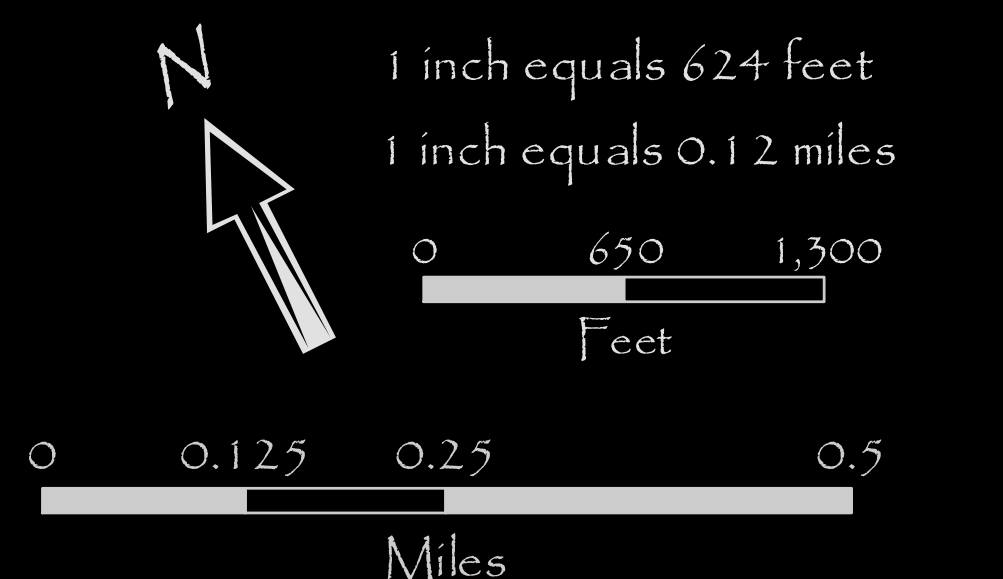 N
1 inch equals 624 feet
1 inch equals 0.12 miles
0 650 1,300
Feet
0 0.125 0.25 0.5
Miles